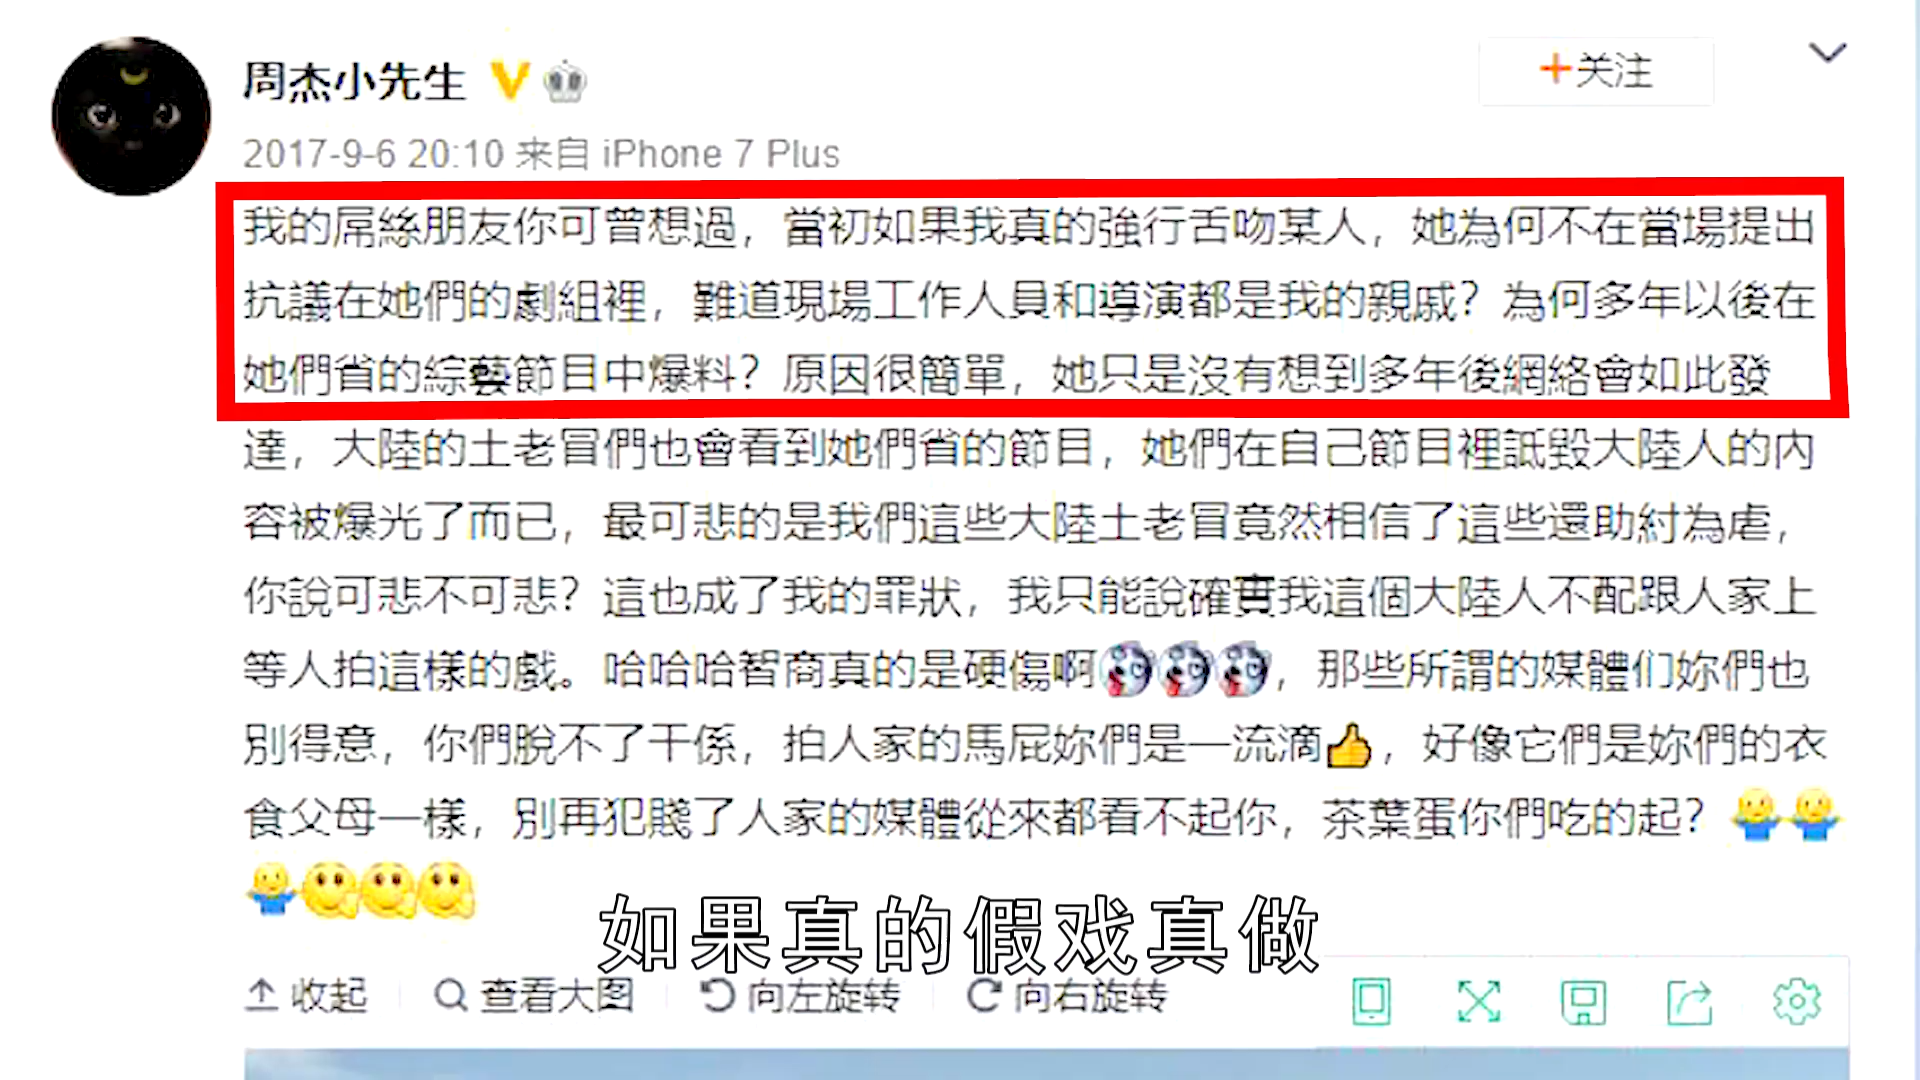 周杰小先生
+关注
2017-9-6 20:10 来自 iPhone 7 Plus
我的屌絲朋友你可曾想過，當初如果我真的強行舌吻某人，她為何不在當場提出
抗議在她們的劇組裡，難道現場工作人員和導演都是我的親戚？為何多年以後在
她們省的綜藝節目中爆料？原因很簡單，她只是沒有想到多年後網絡會如此發
達，大陸的土老冒們也會看到她們省的節目，她們在自己節目裡詆毀大陸人的內
容被爆光了而已，最可悲的是我們這些大陸土老冒竟然相信了這些還助紂為虐，
你說可悲不可悲？這也成了我的罪狀，我只能說確實我這個大陸人不配跟人家上
等人拍這樣的戲。哈哈哈智商真的是硬傷啊，那些所謂的媒體们妳們也
別得意，你們脫不了干係，拍人家的馬屁妳們是一流滴👍，好像它們是妳們的衣
食父母一樣，別再犯賤了人家的媒體從來都看不起你，茶葉蛋你們吃的起？
如果真的假戏真做
收起 查看大图 向左旋转 向右旋转